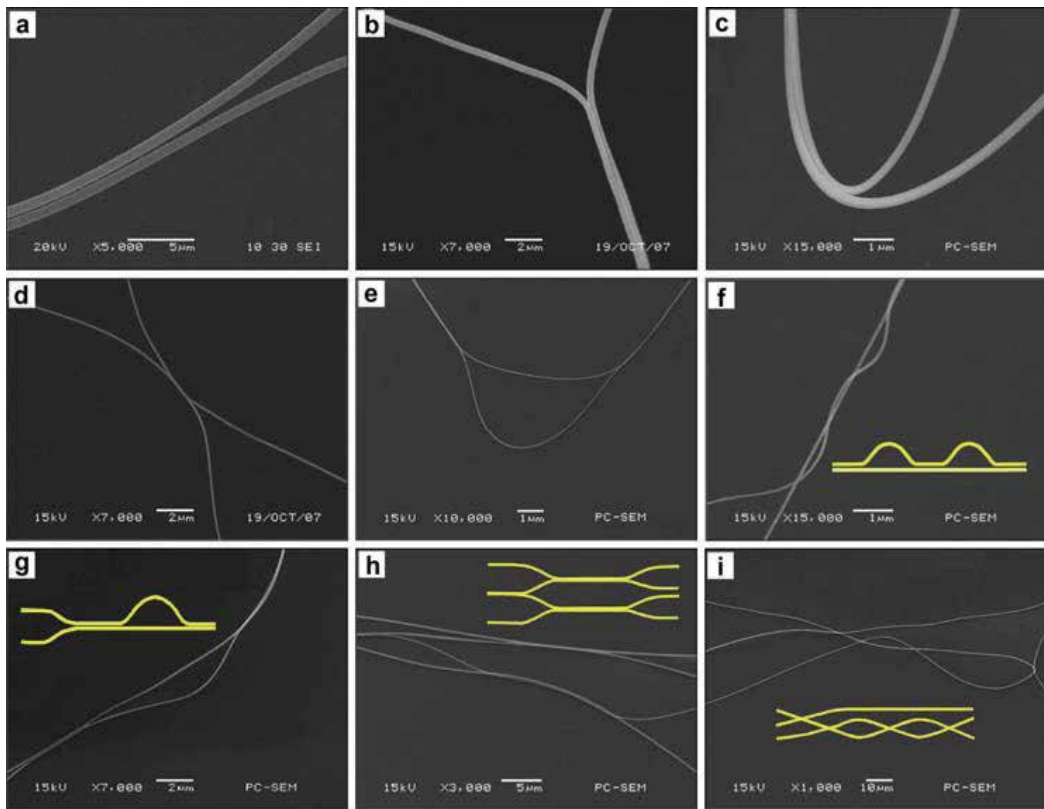 a
20kV X5,000 5μm 10 30 SEI
b
15kV X7,000 2μm 19/OCT/07
c
15kV X15,000 1μm PC-SEM
d
15kV X7,000 2μm 19/OCT/07
e
15kV X10,000 1μm PC-SEM
f
15kV X15,000 1μm PC-SEM
g
15kV X7,000 2μm PC-SEM
h
15kV X3,000 5μm PC-SEM
i
15kV X1,000 10μm PC-SEM